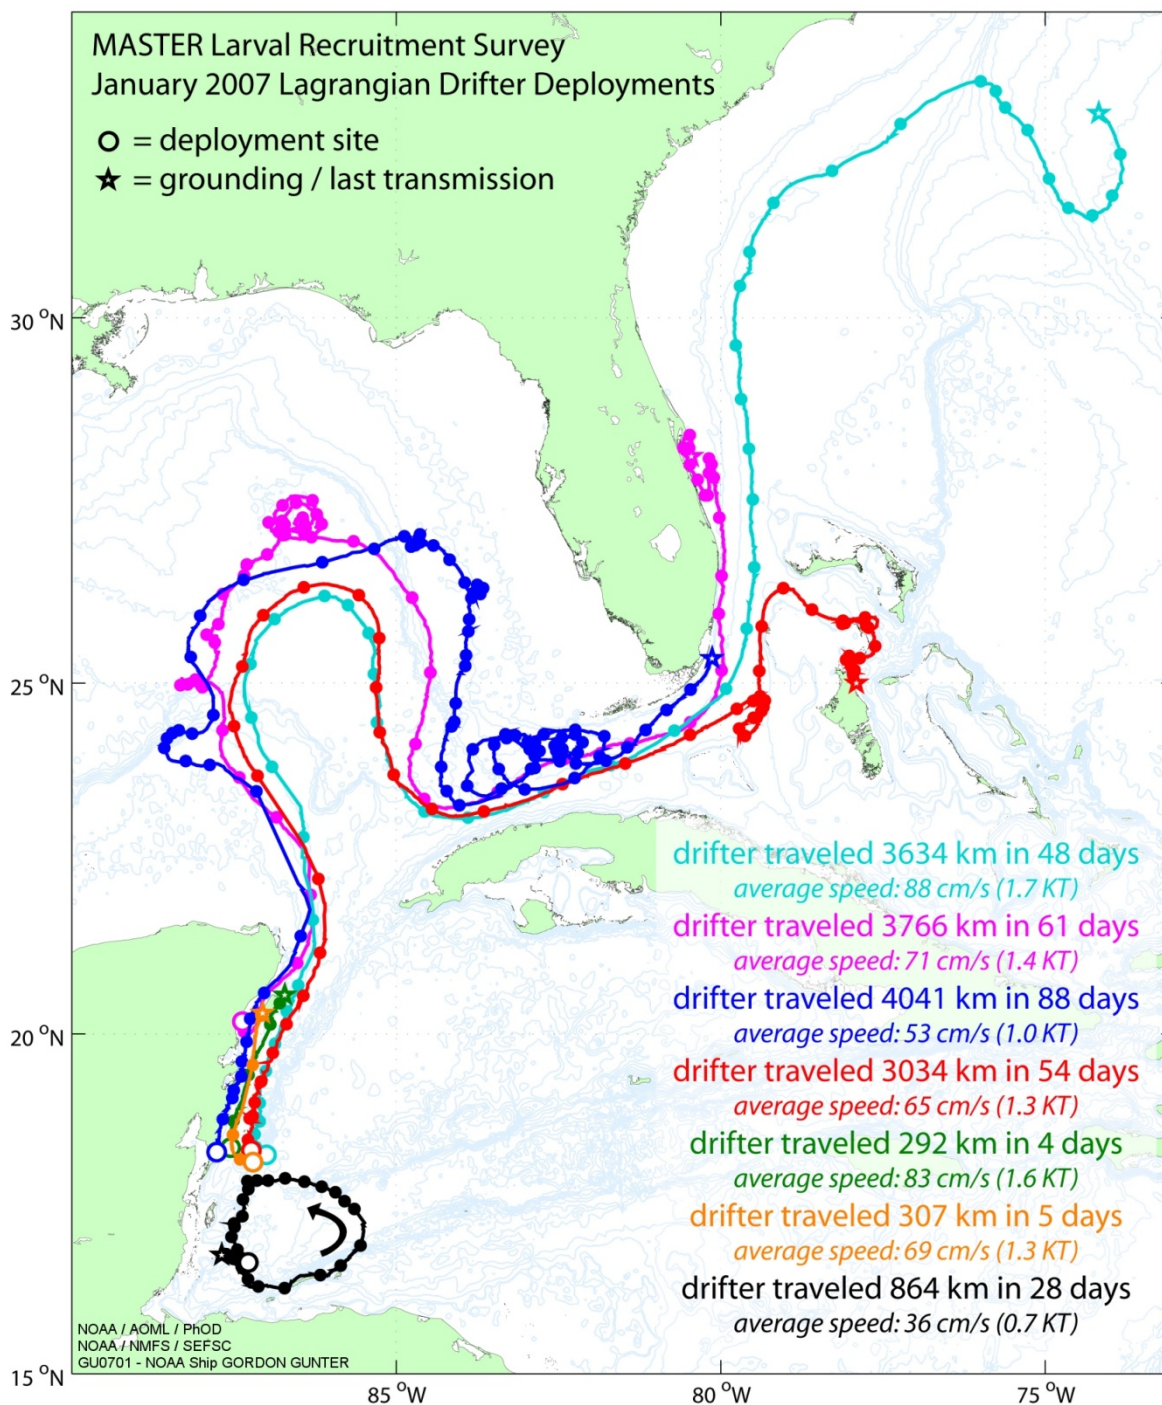 MASTER Larval Recruitment Survey
January 2007 Lagrangian Drifter Deployments
= deployment site
= grounding / last transmission
30 °N
25 °N
20 °N
15 °N
85 °W
80 °W
75 °W
drifter traveled 3634 km in 48 days
average speed: 88 cm/s (1.7 KT)
drifter traveled 3766 km in 61 days
average speed: 71 cm/s (1.4 KT)
drifter traveled 4041 km in 88 days
average speed: 53 cm/s (1.0 KT)
drifter traveled 3034 km in 54 days
average speed: 65 cm/s (1.3 KT)
drifter traveled 292 km in 4 days
average speed: 83 cm/s (1.6 KT)
drifter traveled 307 km in 5 days
average speed: 69 cm/s (1.3 KT)
drifter traveled 864 km in 28 days
average speed: 36 cm/s (0.7 KT)
NOAA / AOML / PhOD
NOAA / NMFS / SEFSC
GU0701 - NOAA Ship GORDON GUNTER